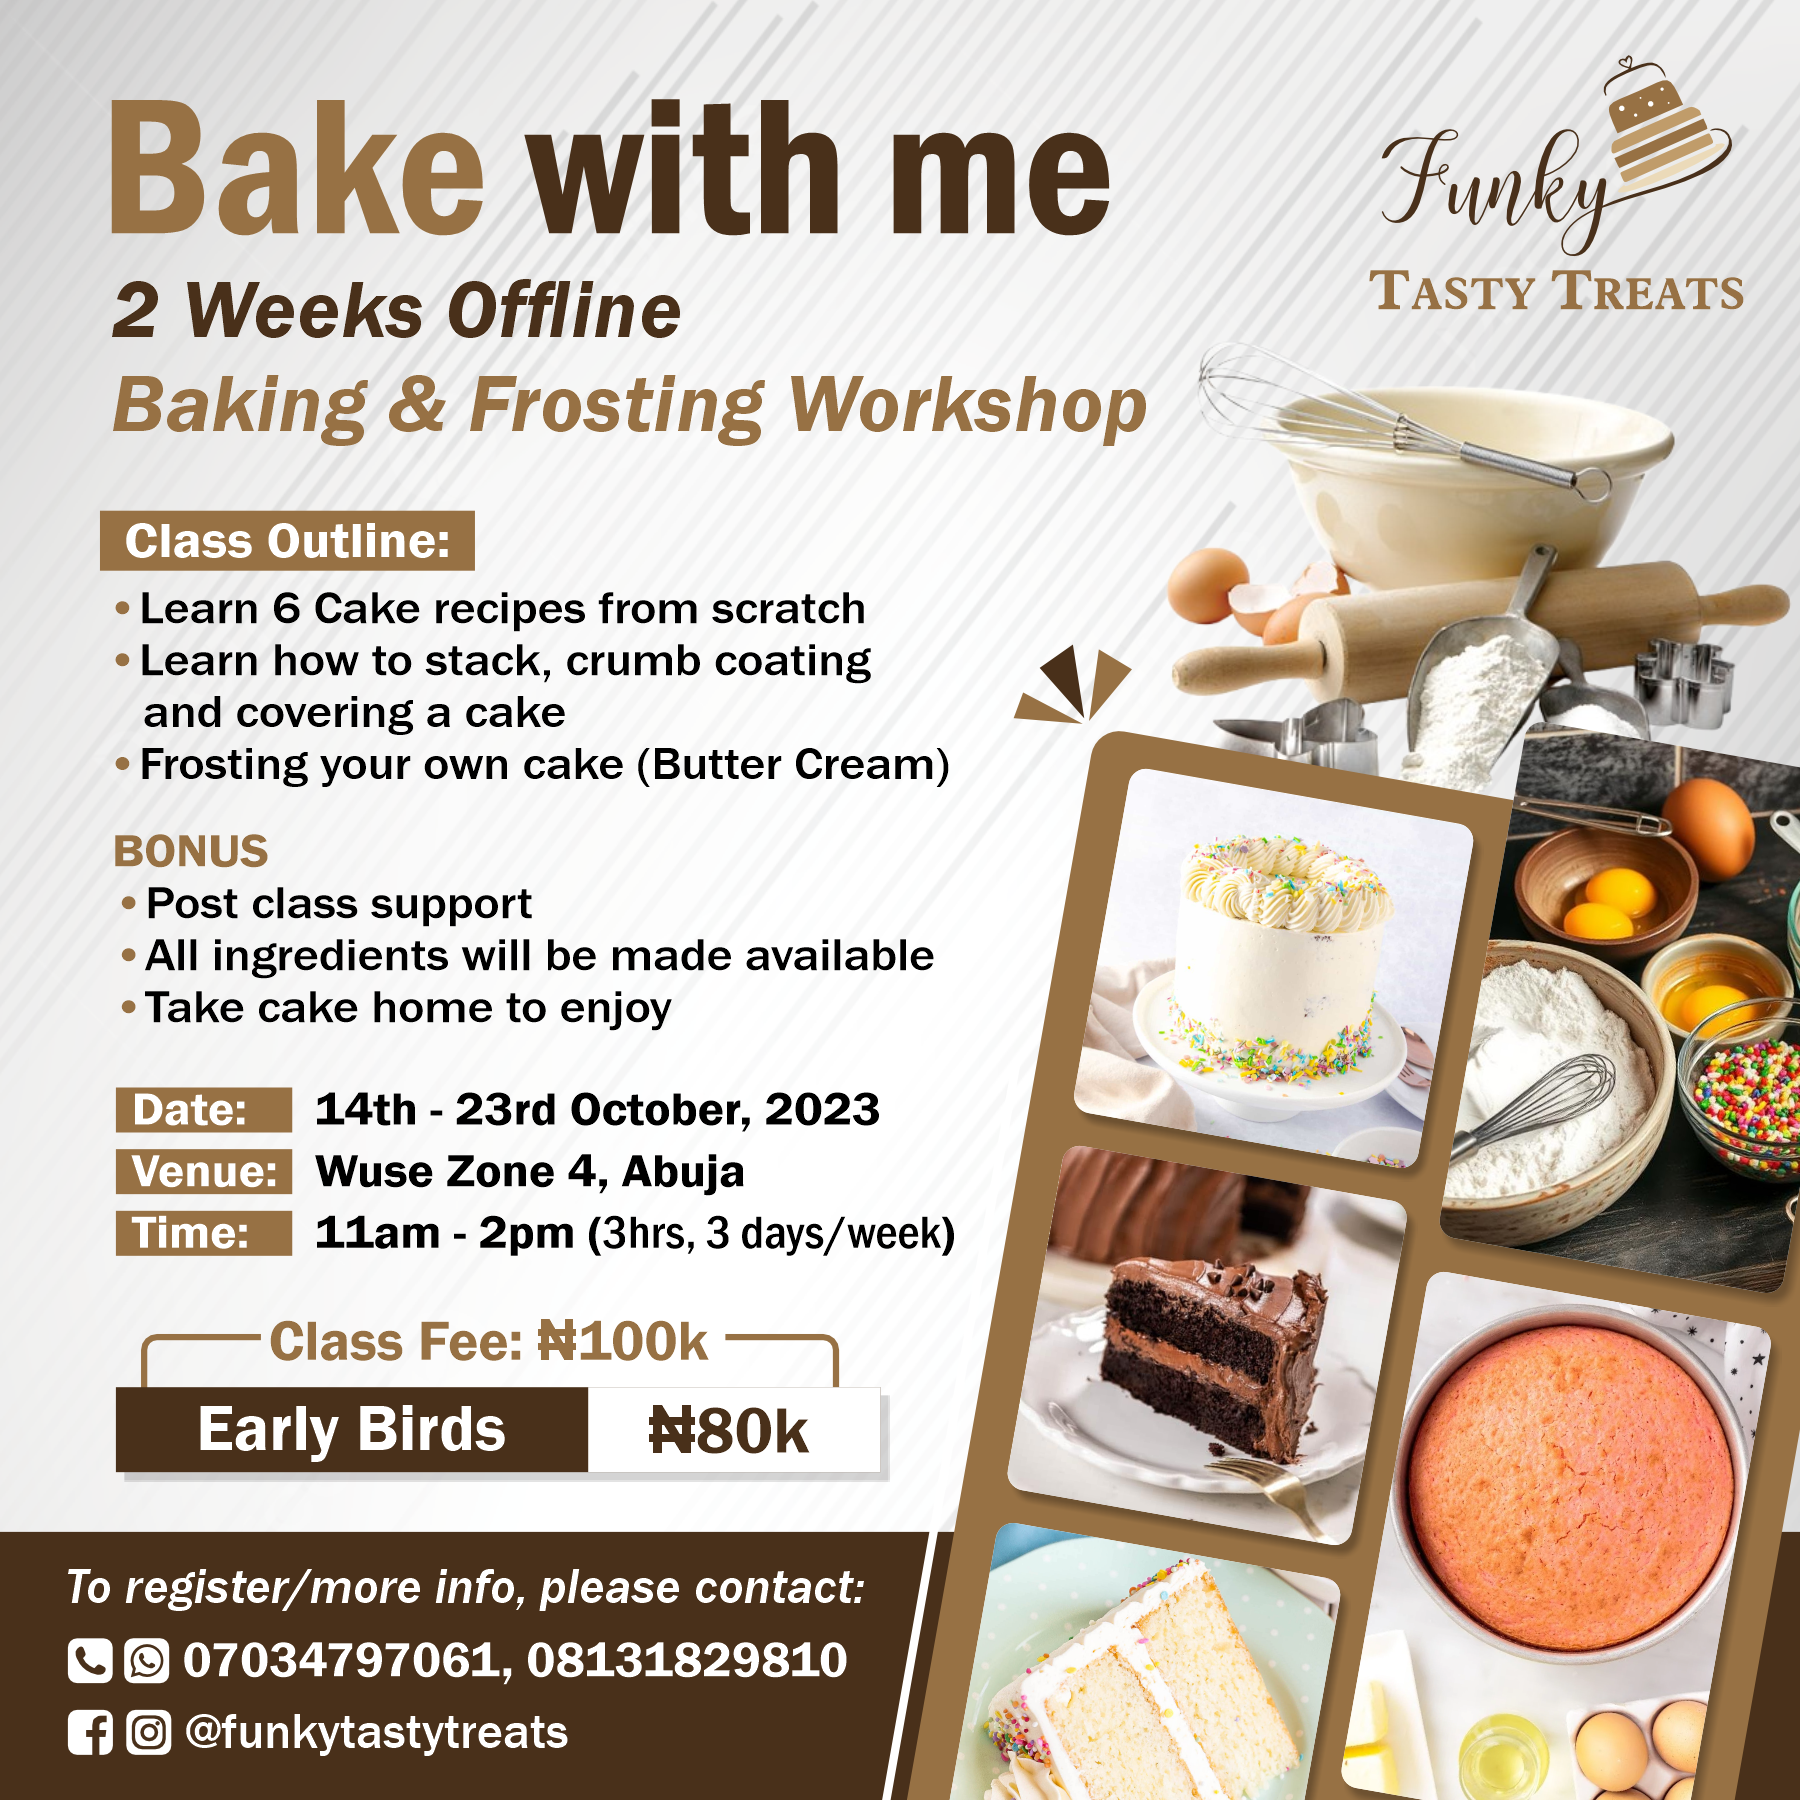 Bake with me
Funky
TASTY TREATS
2 Weeks Offline
Baking & Frosting Workshop
Class Outline:
• Learn 6 Cake recipes from scratch
• Learn how to stack, crumb coating
and covering a cake
• Frosting your own cake (Butter Cream)
BONUS
• Post class support
• All ingredients will be made available
• Take cake home to enjoy
Date: 14th - 23rd October, 2023
Venue: Wuse Zone 4, Abuja
Time: 11am - 2pm (3hrs, 3 days/week)
Class Fee: ₦100k
Early Birds ₦80k
To register/more info, please contact:
07034797061, 08131829810
@funkytastytreats